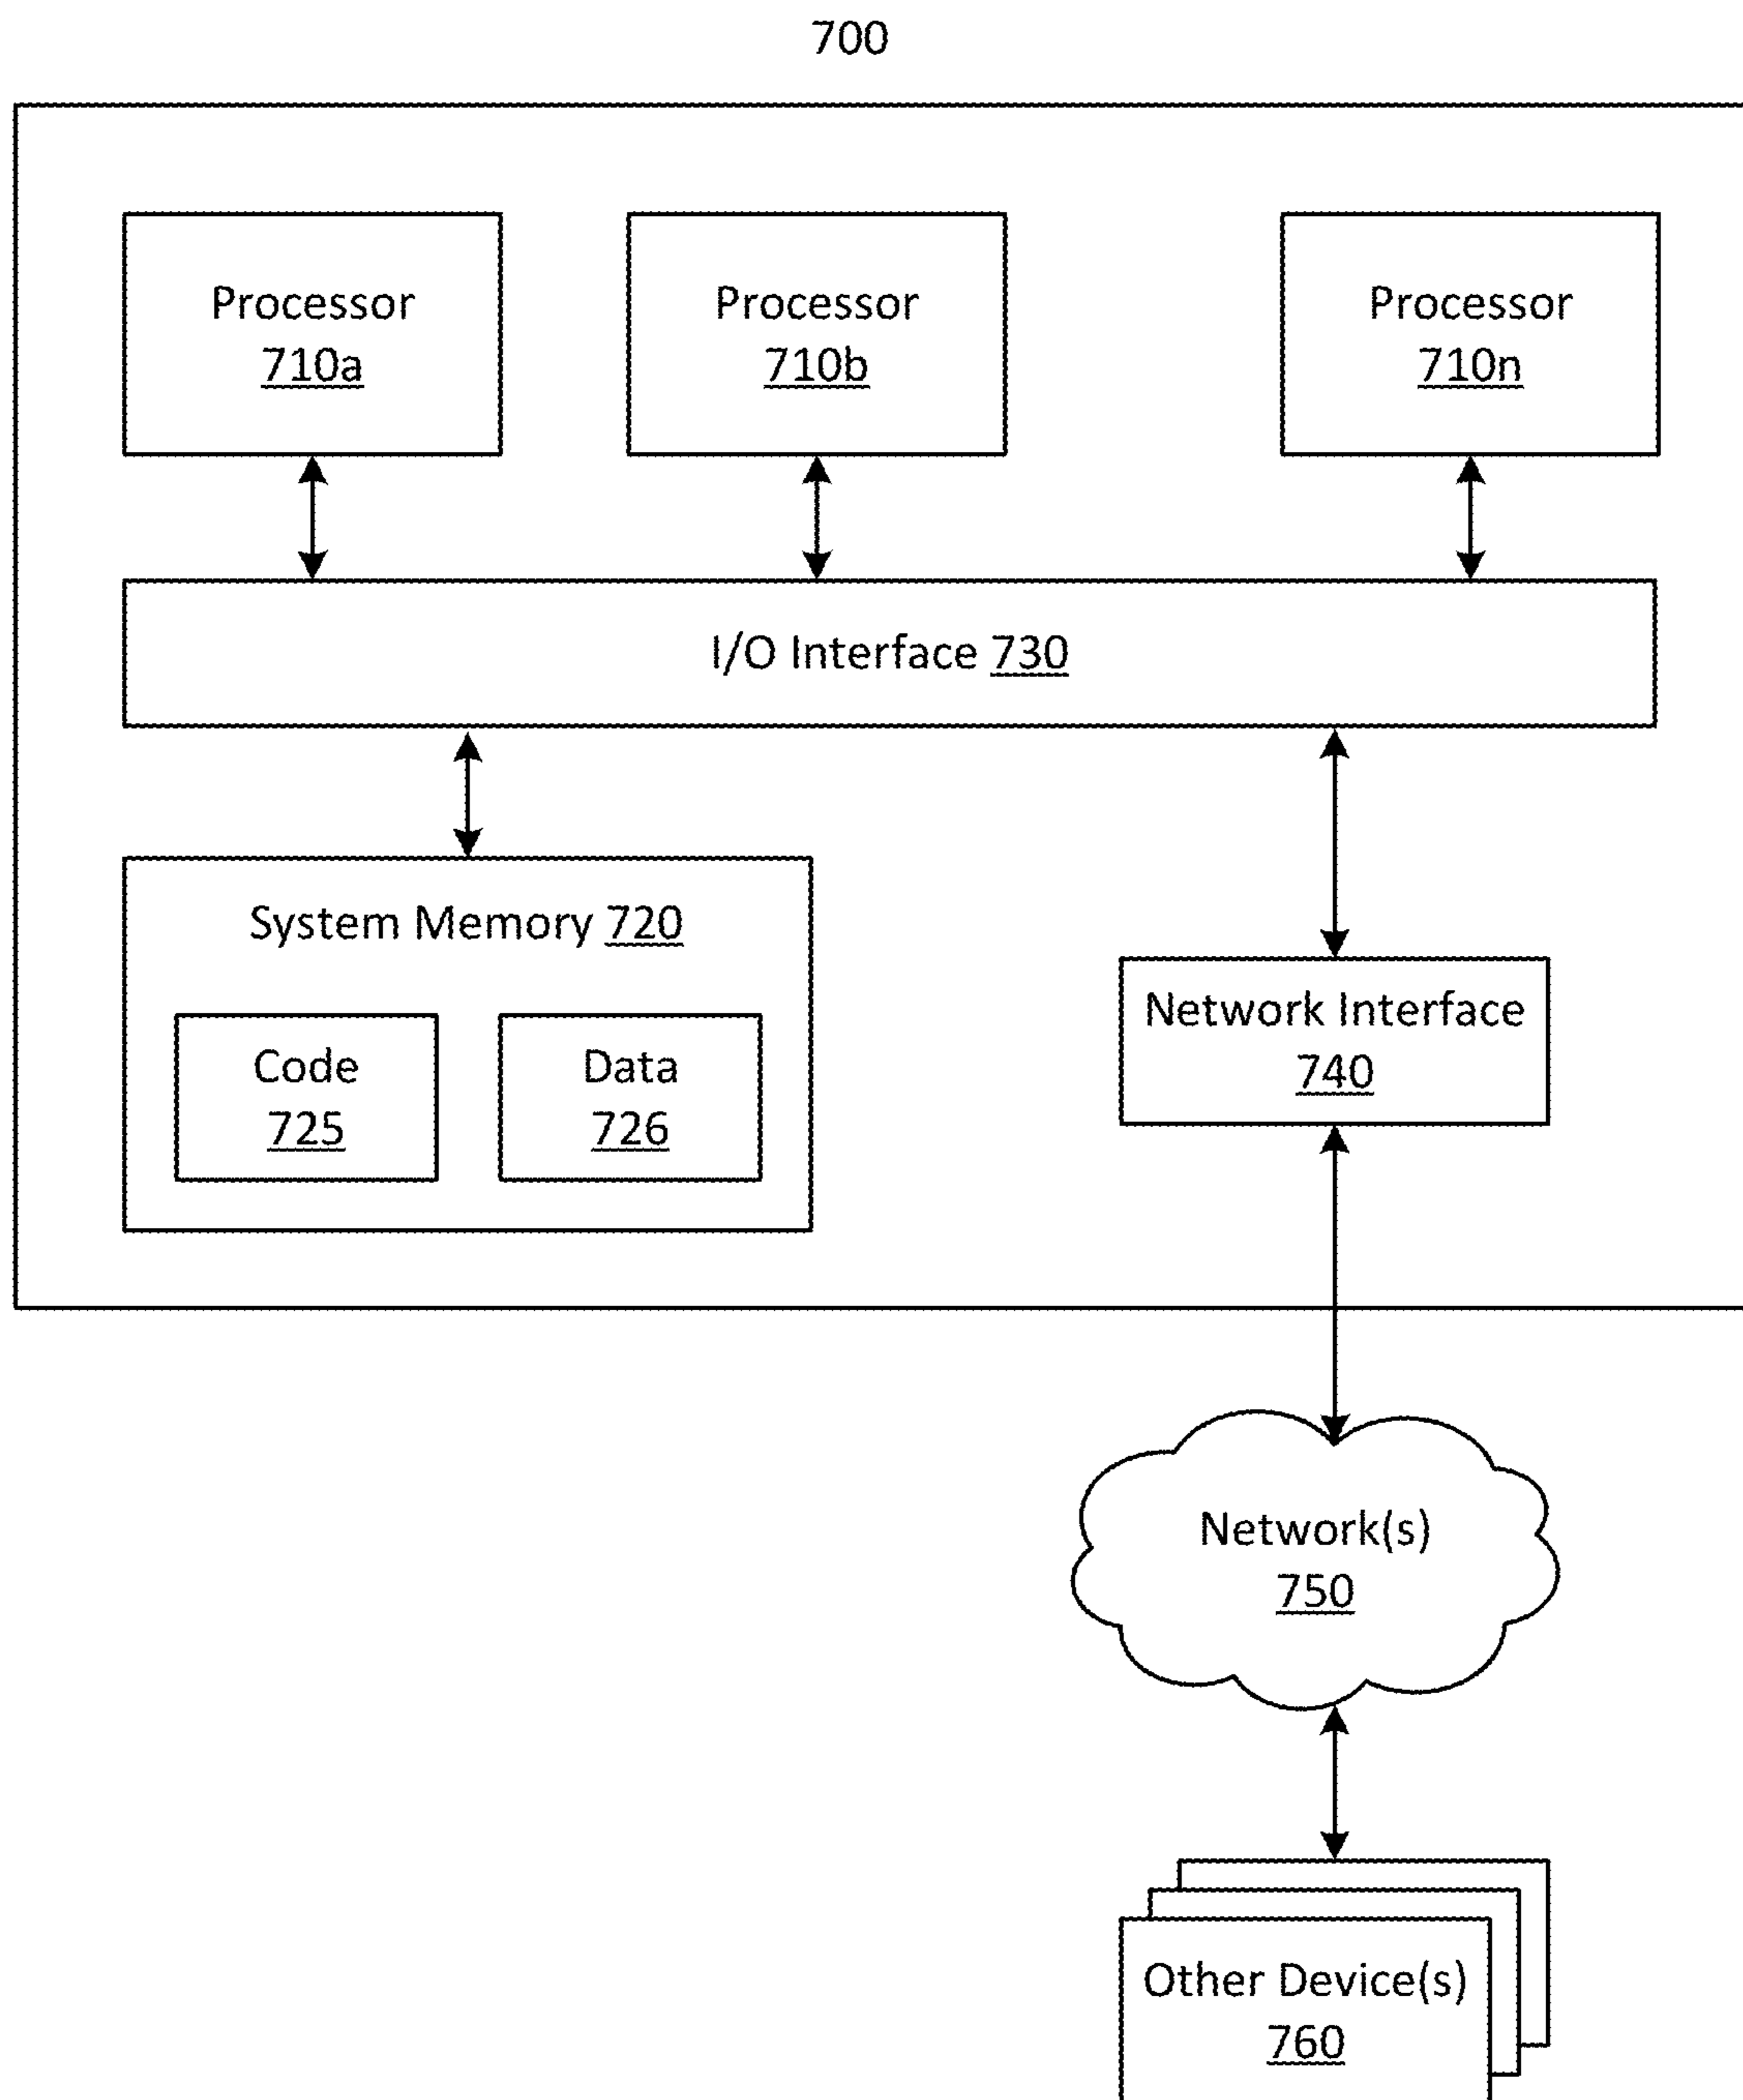 700
Processor
710a
Processor
710b
Processor
710n
I/O Interface 730
System Memory 720
Code
725
Data
726
Network Interface
740
Network(s)
750
Other Device(s)
760